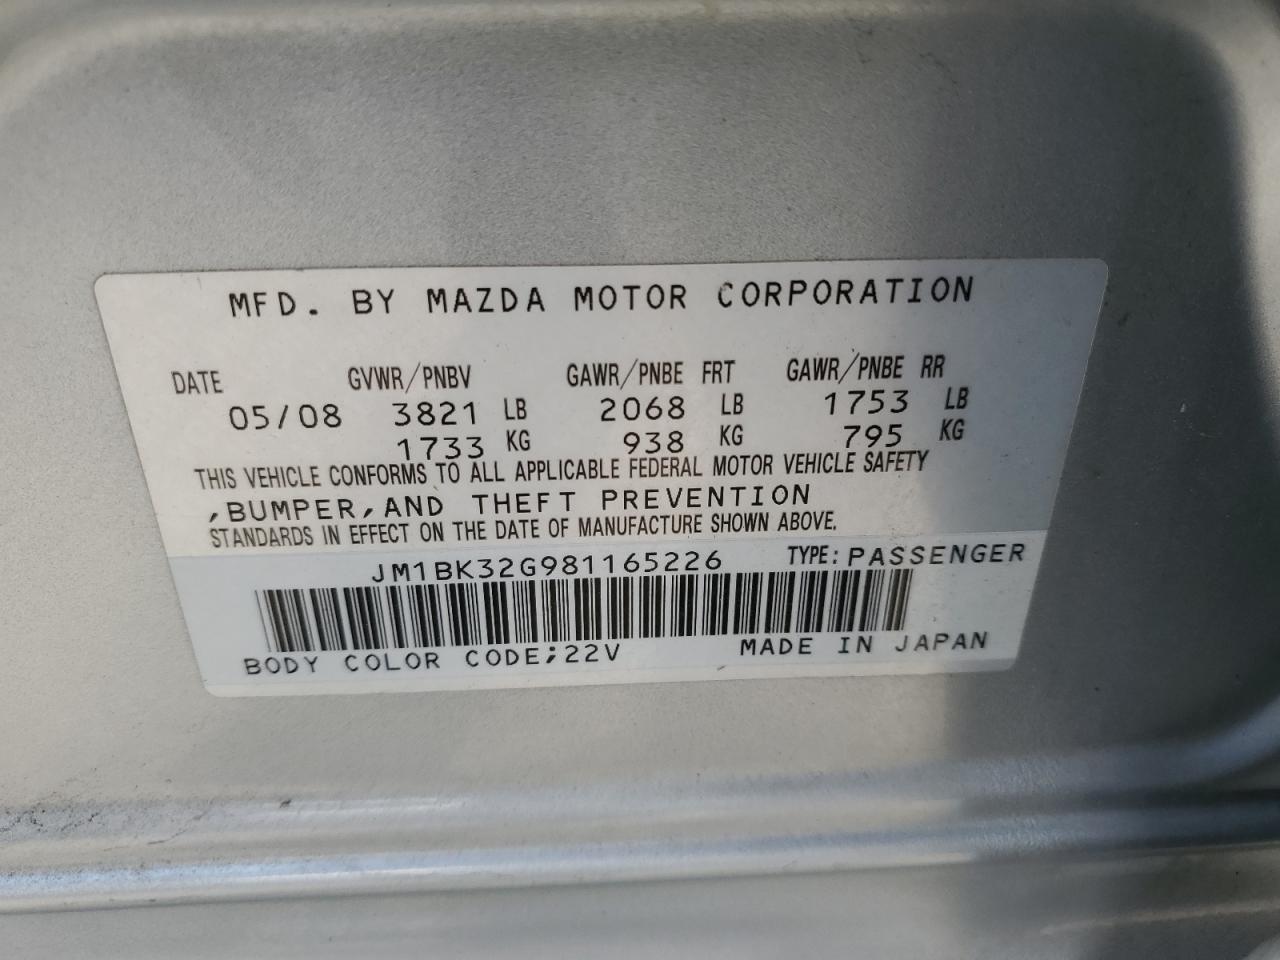 MFD. BY MAZDA MOTOR CORPORATION
DATE GVWR/PNBV GAWR/PNBE FRT GAWR/PNBE RR
05/08 3821 LB 2068 LB 1753 LB
1733 KG 938 KG 795 KG
THIS VEHICLE CONFORMS TO ALL APPLICABLE FEDERAL MOTOR VEHICLE SAFETY
,BUMPER,AND THEFT PREVENTION
STANDARDS IN EFFECT ON THE DATE OF MANUFACTURE SHOWN ABOVE.
JM1BK32G981165226 TYPE: PASSENGER
BODY COLOR CODE;22V MADE IN JAPAN